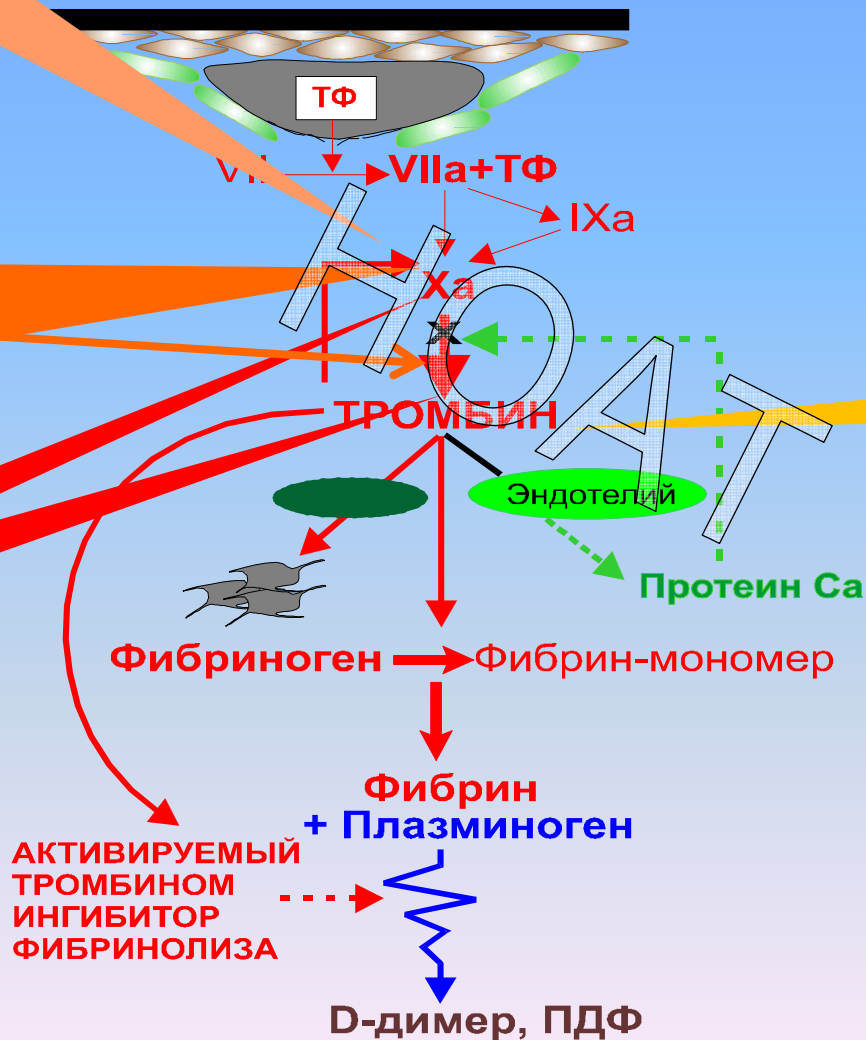 ТФ
VII
VIIa+ТФ
IXa
Xa
X
НОАТ
ТРОМБИН
Эндотелий
Протеин Са
Фибриноген
Фибрин-мономер
Фибрин
+ Плазминоген
АКТИВИРУЕМЫЙ
ТРОМБИНОМ
ИНГИБИТОР
ФИБРИНОЛИЗА
D-димер, ПДФ